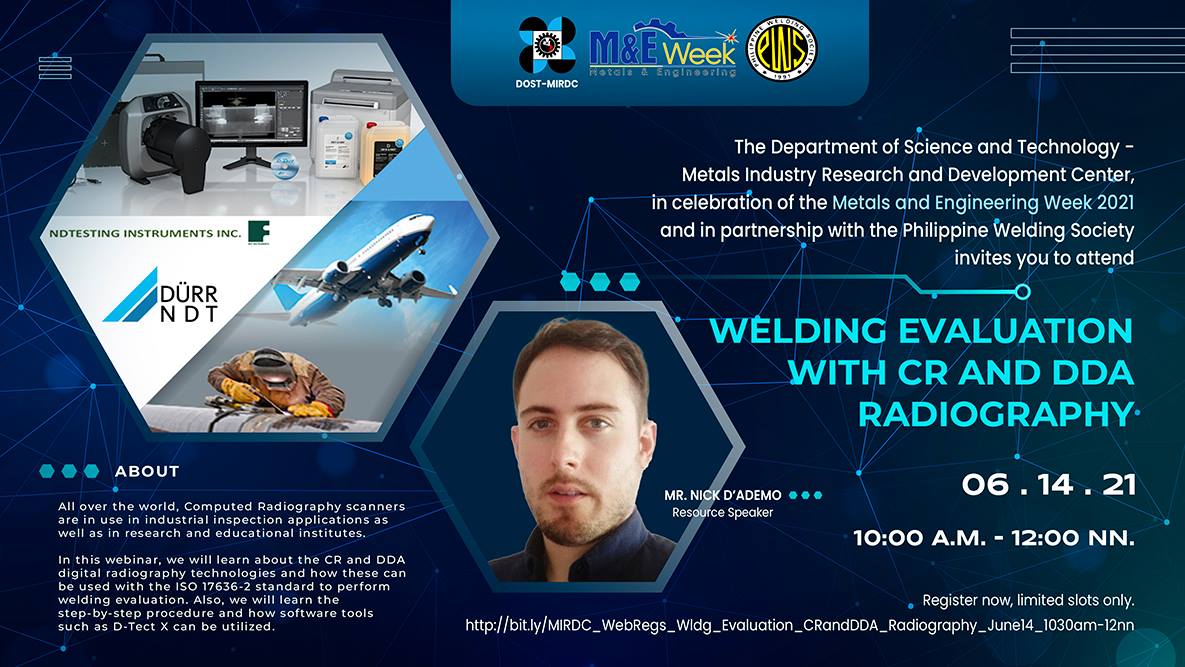 DOST-MIRDC
M&E Week
Metals & Engineering
PHILIPPINE WELDING SOCIETY
PWS
1991
NDTESTING INSTRUMENTS INC.
DÜRR
NDT
The Department of Science and Technology –
Metals Industry Research and Development Center,
in celebration of the Metals and Engineering Week 2021
and in partnership with the Philippine Welding Society
invites you to attend
WELDING EVALUATION
WITH CR AND DDA
RADIOGRAPHY
06 . 14 . 21
10:00 A.M. - 12:00 NN.
MR. NICK D'ADEMO
Resource Speaker
ABOUT
All over the world, Computed Radiography scanners
are in use in industrial inspection applications as
well as in research and educational institutes.
In this webinar, we will learn about the CR and DDA
digital radiography technologies and how these can
be used with the ISO 17636-2 standard to perform
welding evaluation. Also, we will learn the
step-by-step procedure and how software tools
such as D-Tect X can be utilized.
Register now, limited slots only.
http://bit.ly/MIRDC_WebRegs_Wldg_Evaluation_CRandDDA_Radiography_June14_1030am-12nn